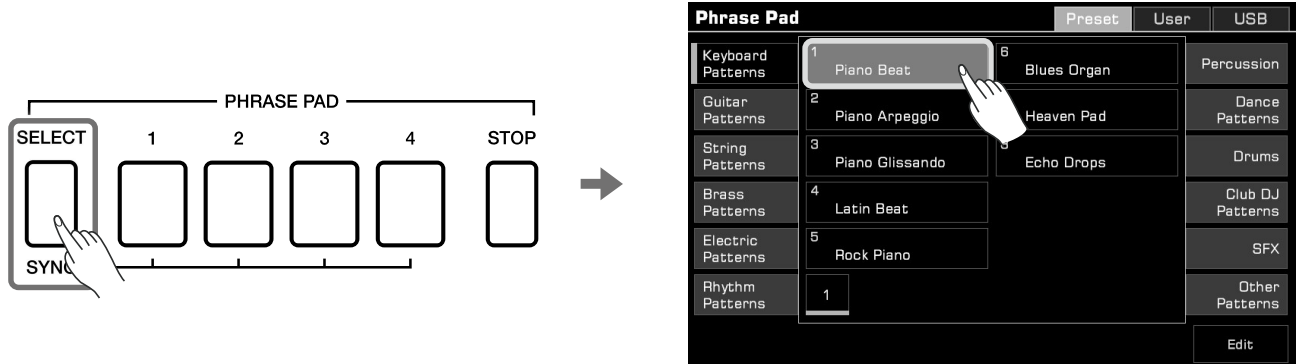 PHRASE PAD
SELECT 1 2 3 4 STOP
SYNC
Phrase Pad Preset User USB
Keyboard
Patterns
Guitar
Patterns
String
Patterns
Brass
Patterns
Electric
Patterns
Rhythm
Patterns
1
Piano Beat
2
Piano Arpeggio
3
Piano Glissando
4
Latin Beat
5
Rock Piano
6
Blues Organ
Heaven Pad
Echo Drops
1
Percussion
Dance
Patterns
Drums
Club DJ
Patterns
SFX
Other
Patterns
Edit